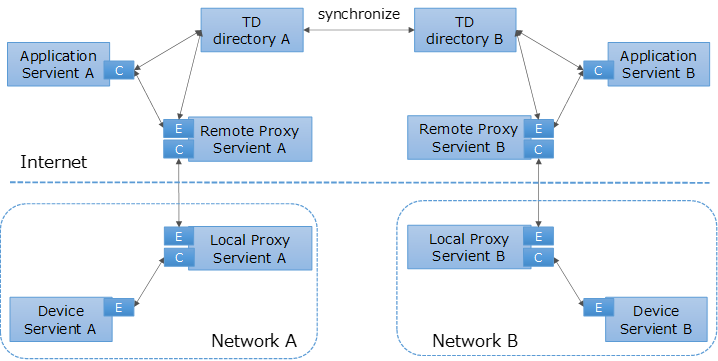 synchronize
TD
directory A
TD
directory B
Application
Servient A
C
C
Application
Servient B
E
C
Remote Proxy
Servient A
Remote Proxy
Servient B
E
C
Internet
E
C
Local Proxy
Servient A
Local Proxy
Servient B
E
C
Device
Servient A
E
E
Device
Servient B
Network A
Network B